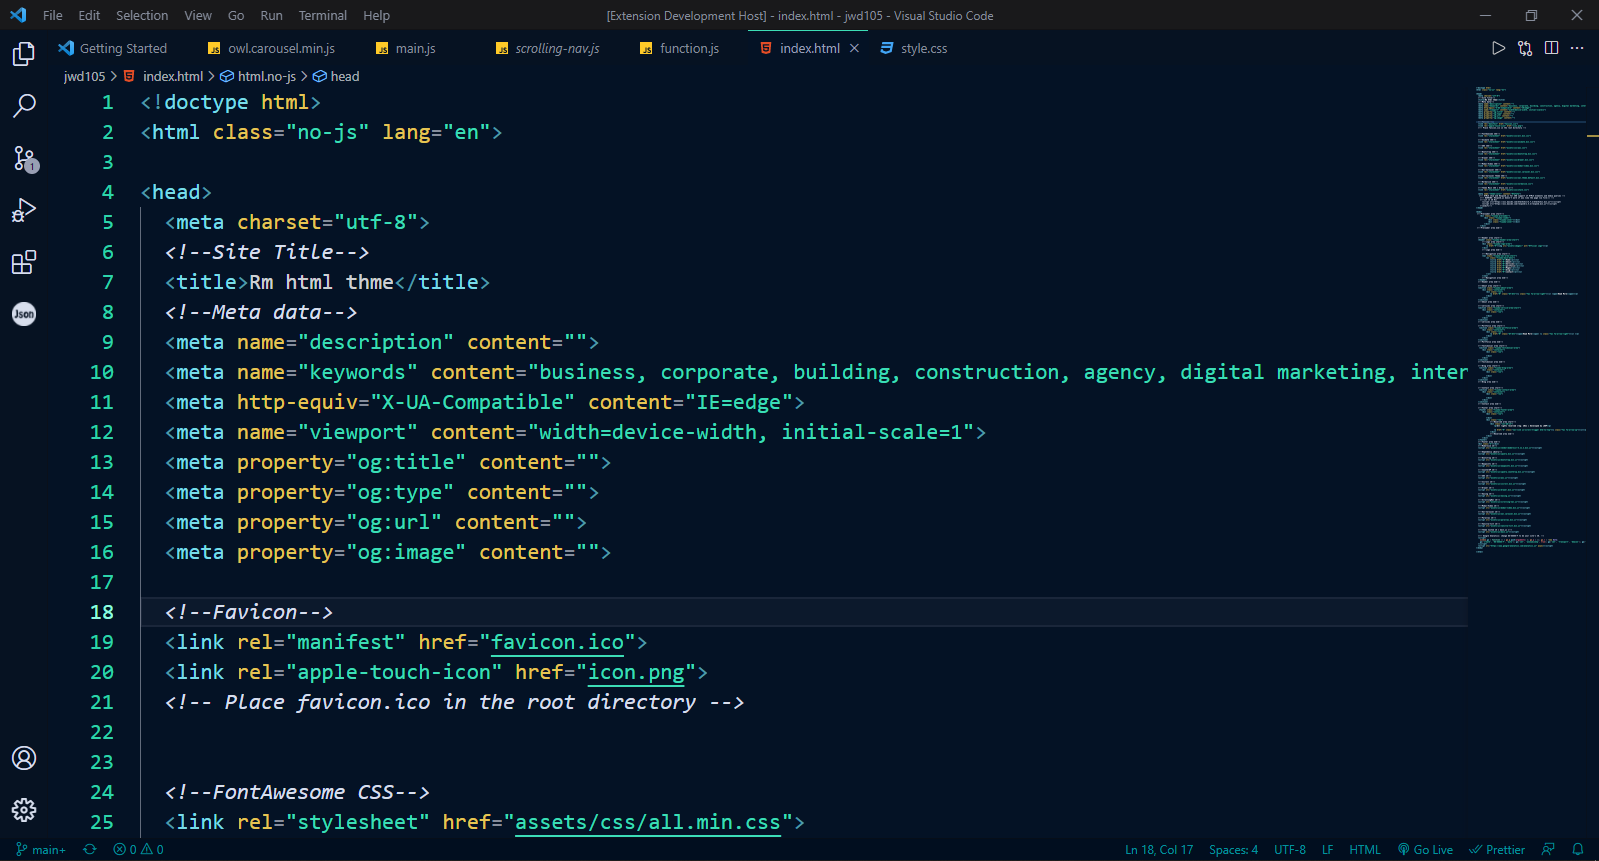 File Edit Selection View Go Run Terminal Help [Extension Development Host] - index.html - jwd105 - Visual Studio Code
Getting Started JS owl.carousel.min.js JS main.js JS scrolling-nav.js JS function.js index.html style.css
jwd105 index.html html.no-js head
1 <!doctype html>
2 <html class="no-js" lang="en">
3
4 <head>
5 <meta charset="utf-8">
6 <!--Site Title-->
7 <title>Rm html thme</title>
8 <!--Meta data-->
9 <meta name="description" content="">
10 <meta name="keywords" content="business, corporate, building, construction, agency, digital marketing, inter
11 <meta http-equiv="X-UA-Compatible" content="IE=edge">
12 <meta name="viewport" content="width=device-width, initial-scale=1">
13 <meta property="og:title" content="">
14 <meta property="og:type" content="">
15 <meta property="og:url" content="">
16 <meta property="og:image" content="">
17
18 <!--Favicon-->
19 <link rel="manifest" href="favicon.ico">
20 <link rel="apple-touch-icon" href="icon.png">
21 <!-- Place favicon.ico in the root directory -->
22
23
24 <!--FontAwesome CSS-->
25 <link rel="stylesheet" href="assets/css/all.min.css">
1
Json
main+ 0 0 Ln 18, Col 17 Spaces: 4 UTF-8 LF HTML Go Live Prettier